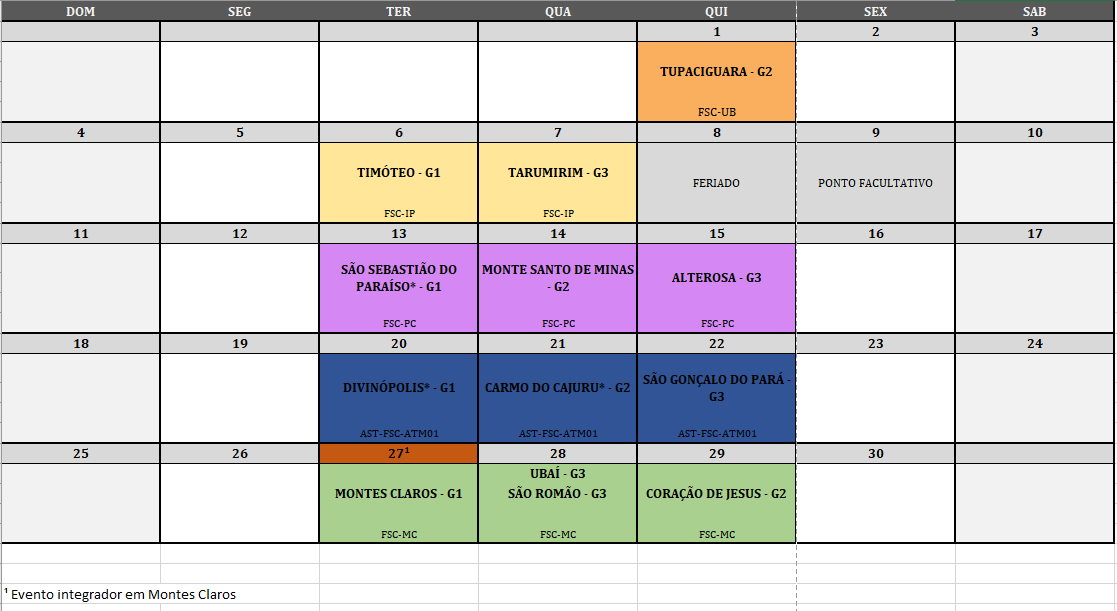 DOM SEG TER QUA QUI SEX SAB
1 2 3
TUPACIGUARA - G2
FSC-UB
4 5 6 7 8 9 10
TIMÓTEO - G1 TARUMIRIM - G3 FERIADO PONTO FACULTATIVO
FSC-IP FSC-IP
11 12 13 14 15 16 17
SÃO SEBASTIÃO DO PARAÍSO* - G1 MONTE SANTO DE MINAS - G2 ALTEROSA - G3
FSC-PC FSC-PC FSC-PC
18 19 20 21 22 23 24
DIVINÓPOLIS* - G1 CARMO DO CAJURU* - G2 SÃO GONÇALO DO PARÁ - G3
AST-FSC-ATM01 AST-FSC-ATM01 AST-FSC-ATM01
25 26 27¹ 28 29 30
UBAÍ - G3
MONTES CLAROS - G1 SÃO ROMÃO - G3 CORAÇÃO DE JESUS - G2
FSC-MC FSC-MC FSC-MC
¹ Evento integrador em Montes Claros